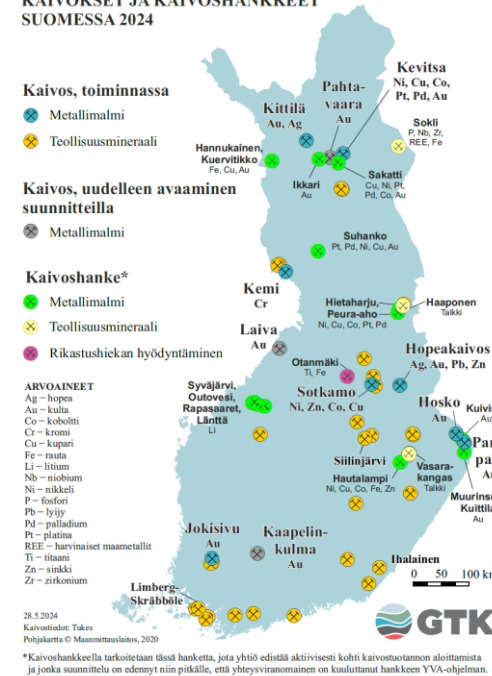 KAIVOKSET JA KAIVOSHANKKEET
SUOMESSA 2024
Kaivos, toiminnassa
Metallimalmi
Teollisuusmineraali
Kaivos, uudelleen avaaminen
suunnitteilla
Metallimalmi
Kaivoshanke*
Metallimalmi
Teollisuusmineraali
Rikastushiekan hyödyntäminen
ARVOAINEET
Ag – hopea
Au – kulta
Co – koboltti
Cr – kromi
Cu – kupari
Fe – rauta
Li – litium
Nb – niobium
Ni – nikkeli
P – fosfori
Pb – lyijy
Pd – palladium
Pt – platina
REE – harvinaiset maametallit
Ti – titaani
Zn – sinkki
Zr – zirkonium
28.5.2024
Kaivostiedot: Tukes
Pohjakartta © Maanmittauslaitos, 2020
Kevitsa
Ni, Cu, Co,
Pt, Pd, Au
Pahta-
vaara
Au
Kittilä
Au, Ag
Sokli
P, Nb, Zr,
REE, Fe
Hannukainen,
Kuervitikko
Fe, Cu, Au
Ikkari
Au
Sakatti
Cu, Ni, Pt,
Pd, Co, Au
Suhanko
Pt, Pd, Ni, Cu, Au
Kemi
Cr
Hietaharju,
Peura-aho
Ni, Cu, Co, Pt, Pd
Haaponen
Talkki
Laiva
Au
Otanmäki
Ti, Fe
Hopeakaivos
Ag, Au, Pb, Zn
Sotkamo
Ni, Zn, Co, Cu
Syväjärvi,
Outovesi,
Rapasaaret,
Länttä
Li
Hosko
Au
Au
Siilinjärvi
Hautalampi
Ni, Cu, Co, Fe, Zn
Vasara-
kangas
Talkki
Au
Jokisivu
Au
Kaapelin-
kulma
Au
Ihalainen
Limberg-
Skräbböle
0 50 100 km
GTK
*Kaivoshankkeella tarkoitetaan tässä hanketta, jota yhtiö edistää aktiivisesti kohti kaivostuotannon aloittamista
ja jonka suunnittelu on edennyt niin pitkälle, että yhteysviranomainen on kuuluttanut hankkeen YVA-ohjelman.